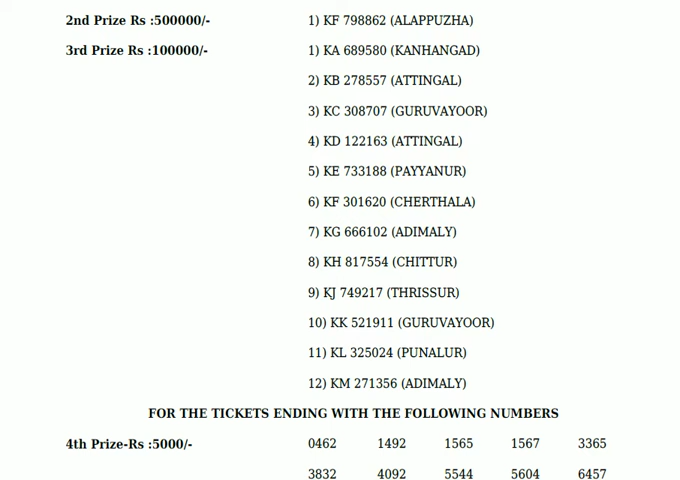 2nd Prize Rs :500000/- 1) KF 798862 (ALAPPUZHA)
3rd Prize Rs :100000/- 1) KA 689580 (KANHANGAD)
2) KB 278557 (ATTINGAL)
3) KC 308707 (GURUVAYOOR)
4) KD 122163 (ATTINGAL)
5) KE 733188 (PAYYANUR)
6) KF 301620 (CHERTHALA)
7) KG 666102 (ADIMALY)
8) KH 817554 (CHITTUR)
9) KJ 749217 (THRISSUR)
10) KK 521911 (GURUVAYOOR)
11) KL 325024 (PUNALUR)
12) KM 271356 (ADIMALY)
FOR THE TICKETS ENDING WITH THE FOLLOWING NUMBERS
4th Prize-Rs :5000/- 0462 1492 1565 1567 3365
3832 4092 5544 5604 6457